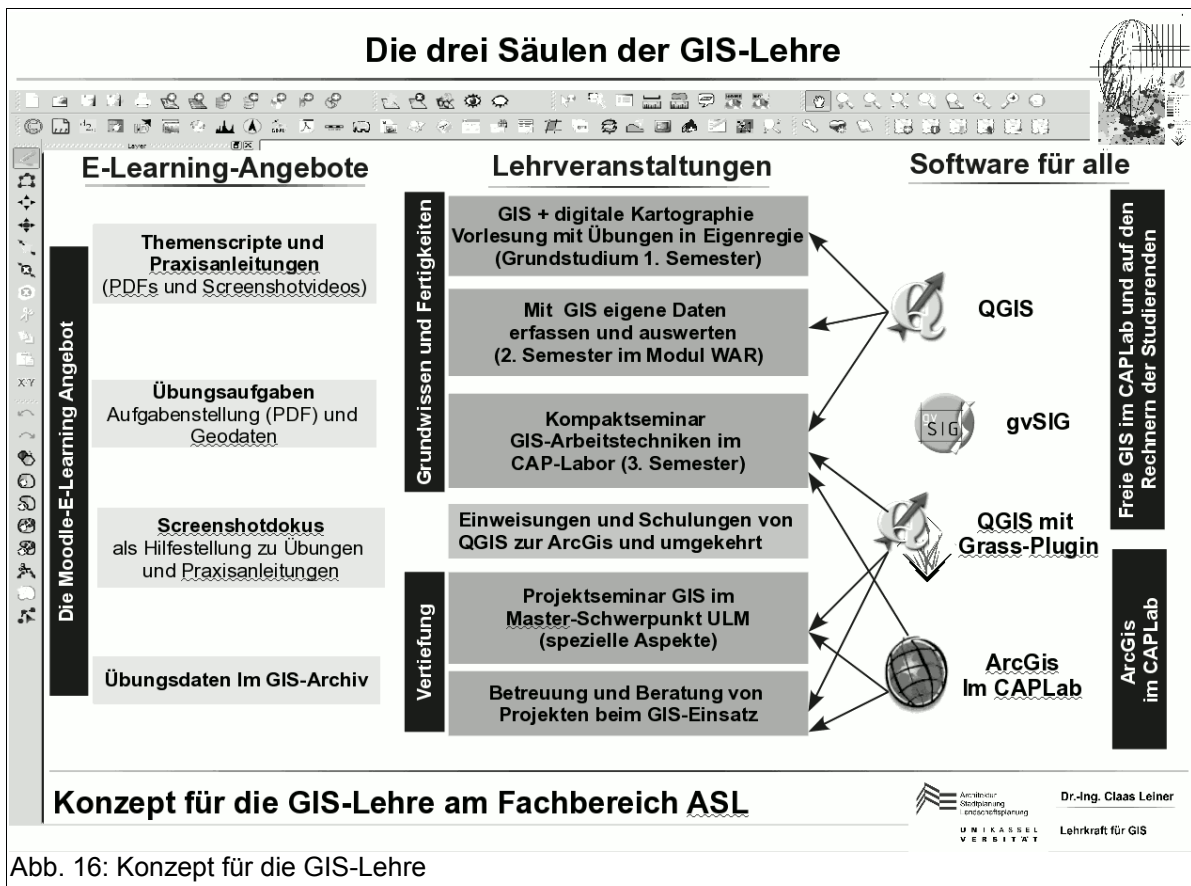 Die drei Säulen der GIS-Lehre
Layer
E-Learning-Angebote
Die Moodle-E-Learning Angebot
Themenscripte und
Praxisanleitungen
(PDFs und Screenshotvideos)
Übungsaufgaben
Aufgabenstellung (PDF) und
Geodaten
Screenshotdokus
als Hilfestellung zu Übungen
und Praxisanleitungen
Übungsdaten Im GIS-Archiv
Lehrveranstaltungen
Grundwissen und Fertigkeiten
GIS + digitale Kartographie
Vorlesung mit Übungen in Eigenregie
(Grundstudium 1. Semester)
Mit GIS eigene Daten
erfassen und auswerten
(2. Semester im Modul WAR)
Kompaktseminar
GIS-Arbeitstechniken im
CAP-Labor (3. Semester)
Einweisungen und Schulungen von
QGIS zur ArcGis und umgekehrt
Vertiefung
Projektseminar GIS im
Master-Schwerpunkt ULM
(spezielle Aspekte)
Betreuung und Beratung von
Projekten beim GIS-Einsatz
Software für alle
QGIS
gvSIG
gvSIG
QGIS mit
Grass-Plugin
ArcGis
Im CAPLab
Freie GIS im CAPLab und auf den
Rechnern der Studierenden
ArcGis
im CAPLab
X·Y
Konzept für die GIS-Lehre am Fachbereich ASL
Architektur
Stadtplanung
Landschaftsplanung
UNIKASSEL
VERSITÄT
Dr.-Ing. Claas Leiner
Lehrkraft für GIS
Abb. 16: Konzept für die GIS-Lehre